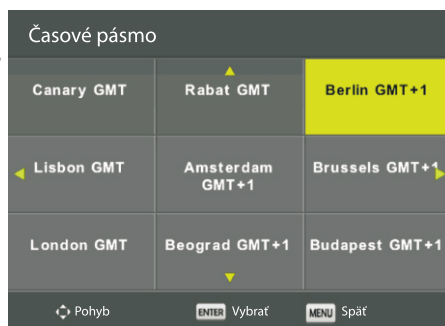 Časové pásmo
Canary GMT
Rabat GMT
Berlin GMT+1
Lisbon GMT
Amsterdam
GMT+1
Brussels GMT+1
London GMT
Beograd GMT+1
Budapest GMT+1
Pohyb
ENTER Vybrať
MENU Späť